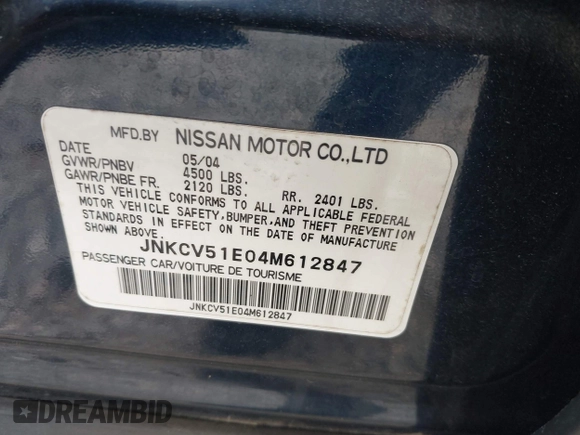 MFD.BY NISSAN MOTOR CO.,LTD
DATE 05/04
GVWR/PNBV 4500 LBS.
GAWR/PNBE FR. 2120 LBS. RR. 2401 LBS.
THIS VEHICLE CONFORMS TO ALL APPLICABLE FEDERAL
MOTOR VEHICLE SAFETY, BUMPER,AND THEFT PREVENTION
STANDARDS IN EFFECT ON THE DATE OF MANUFACTURE
SHOWN ABOVE.
JNKCV51E04M612847
PASSENGER CAR/VOITURE DE TOURISME
JNKCV51E04M612847
DREAMBID